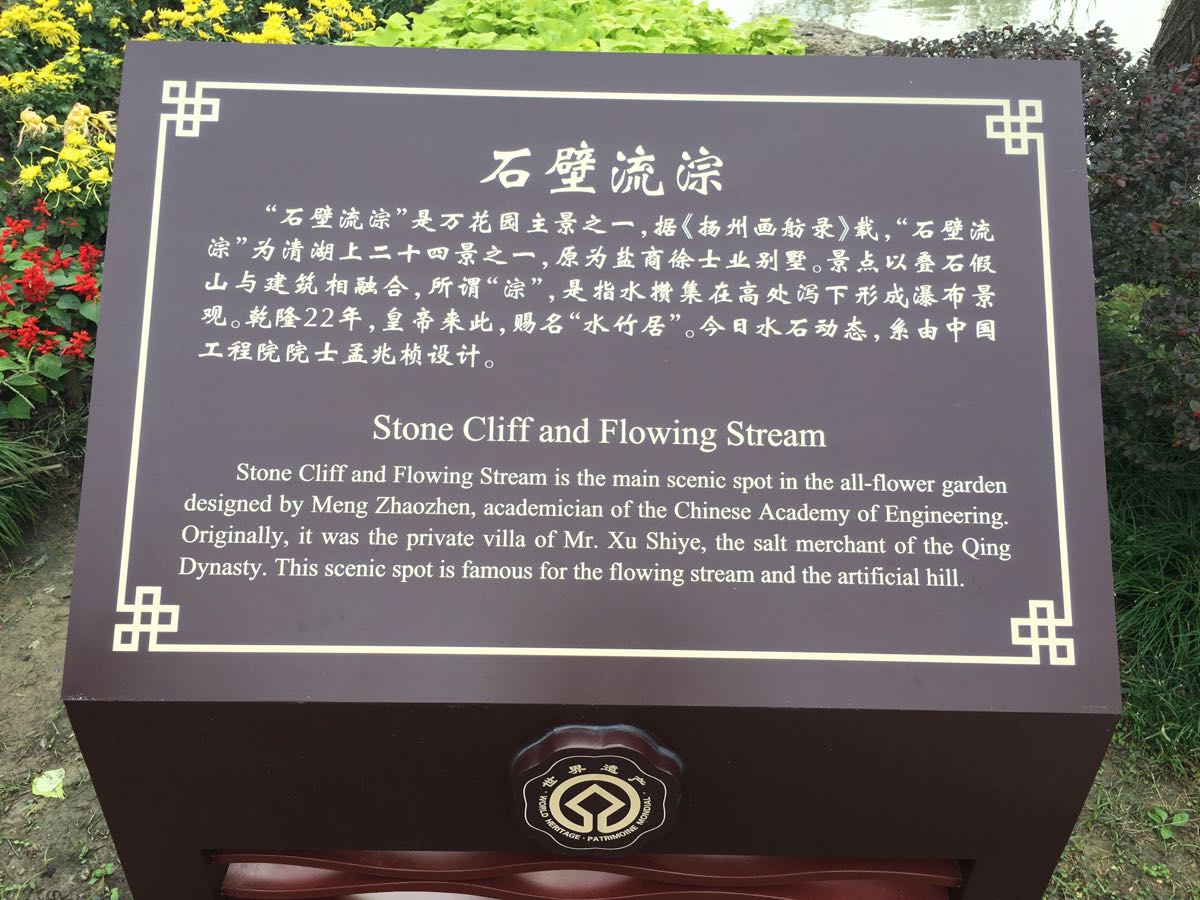 石壁流淙
“石壁流淙”是万花园主景之一,据《扬州画舫录》载,“石壁流
淙”为清湖上二十四景之一,原为盐商徐士业别墅。景点以叠石假
山与建筑相融合,所谓“淙”,是指水攒集在高处泻下形成瀑布景
观。乾隆22年,皇帝来此,赐名“水竹居”。今日水石动态,系由中国
工程院院士孟兆桢设计。
Stone Cliff and Flowing Stream
Stone Cliff and Flowing Stream is the main scenic spot in the all-flower garden
designed by Meng Zhaozhen, academician of the Chinese Academy of Engineering.
Originally, it was the private villa of Mr. Xu Shiye, the salt merchant of the Qing
Dynasty. This scenic spot is famous for the flowing stream and the artificial hill.
世界遗产
WORLD HERITAGE · PATRIMOINE MONDIAL